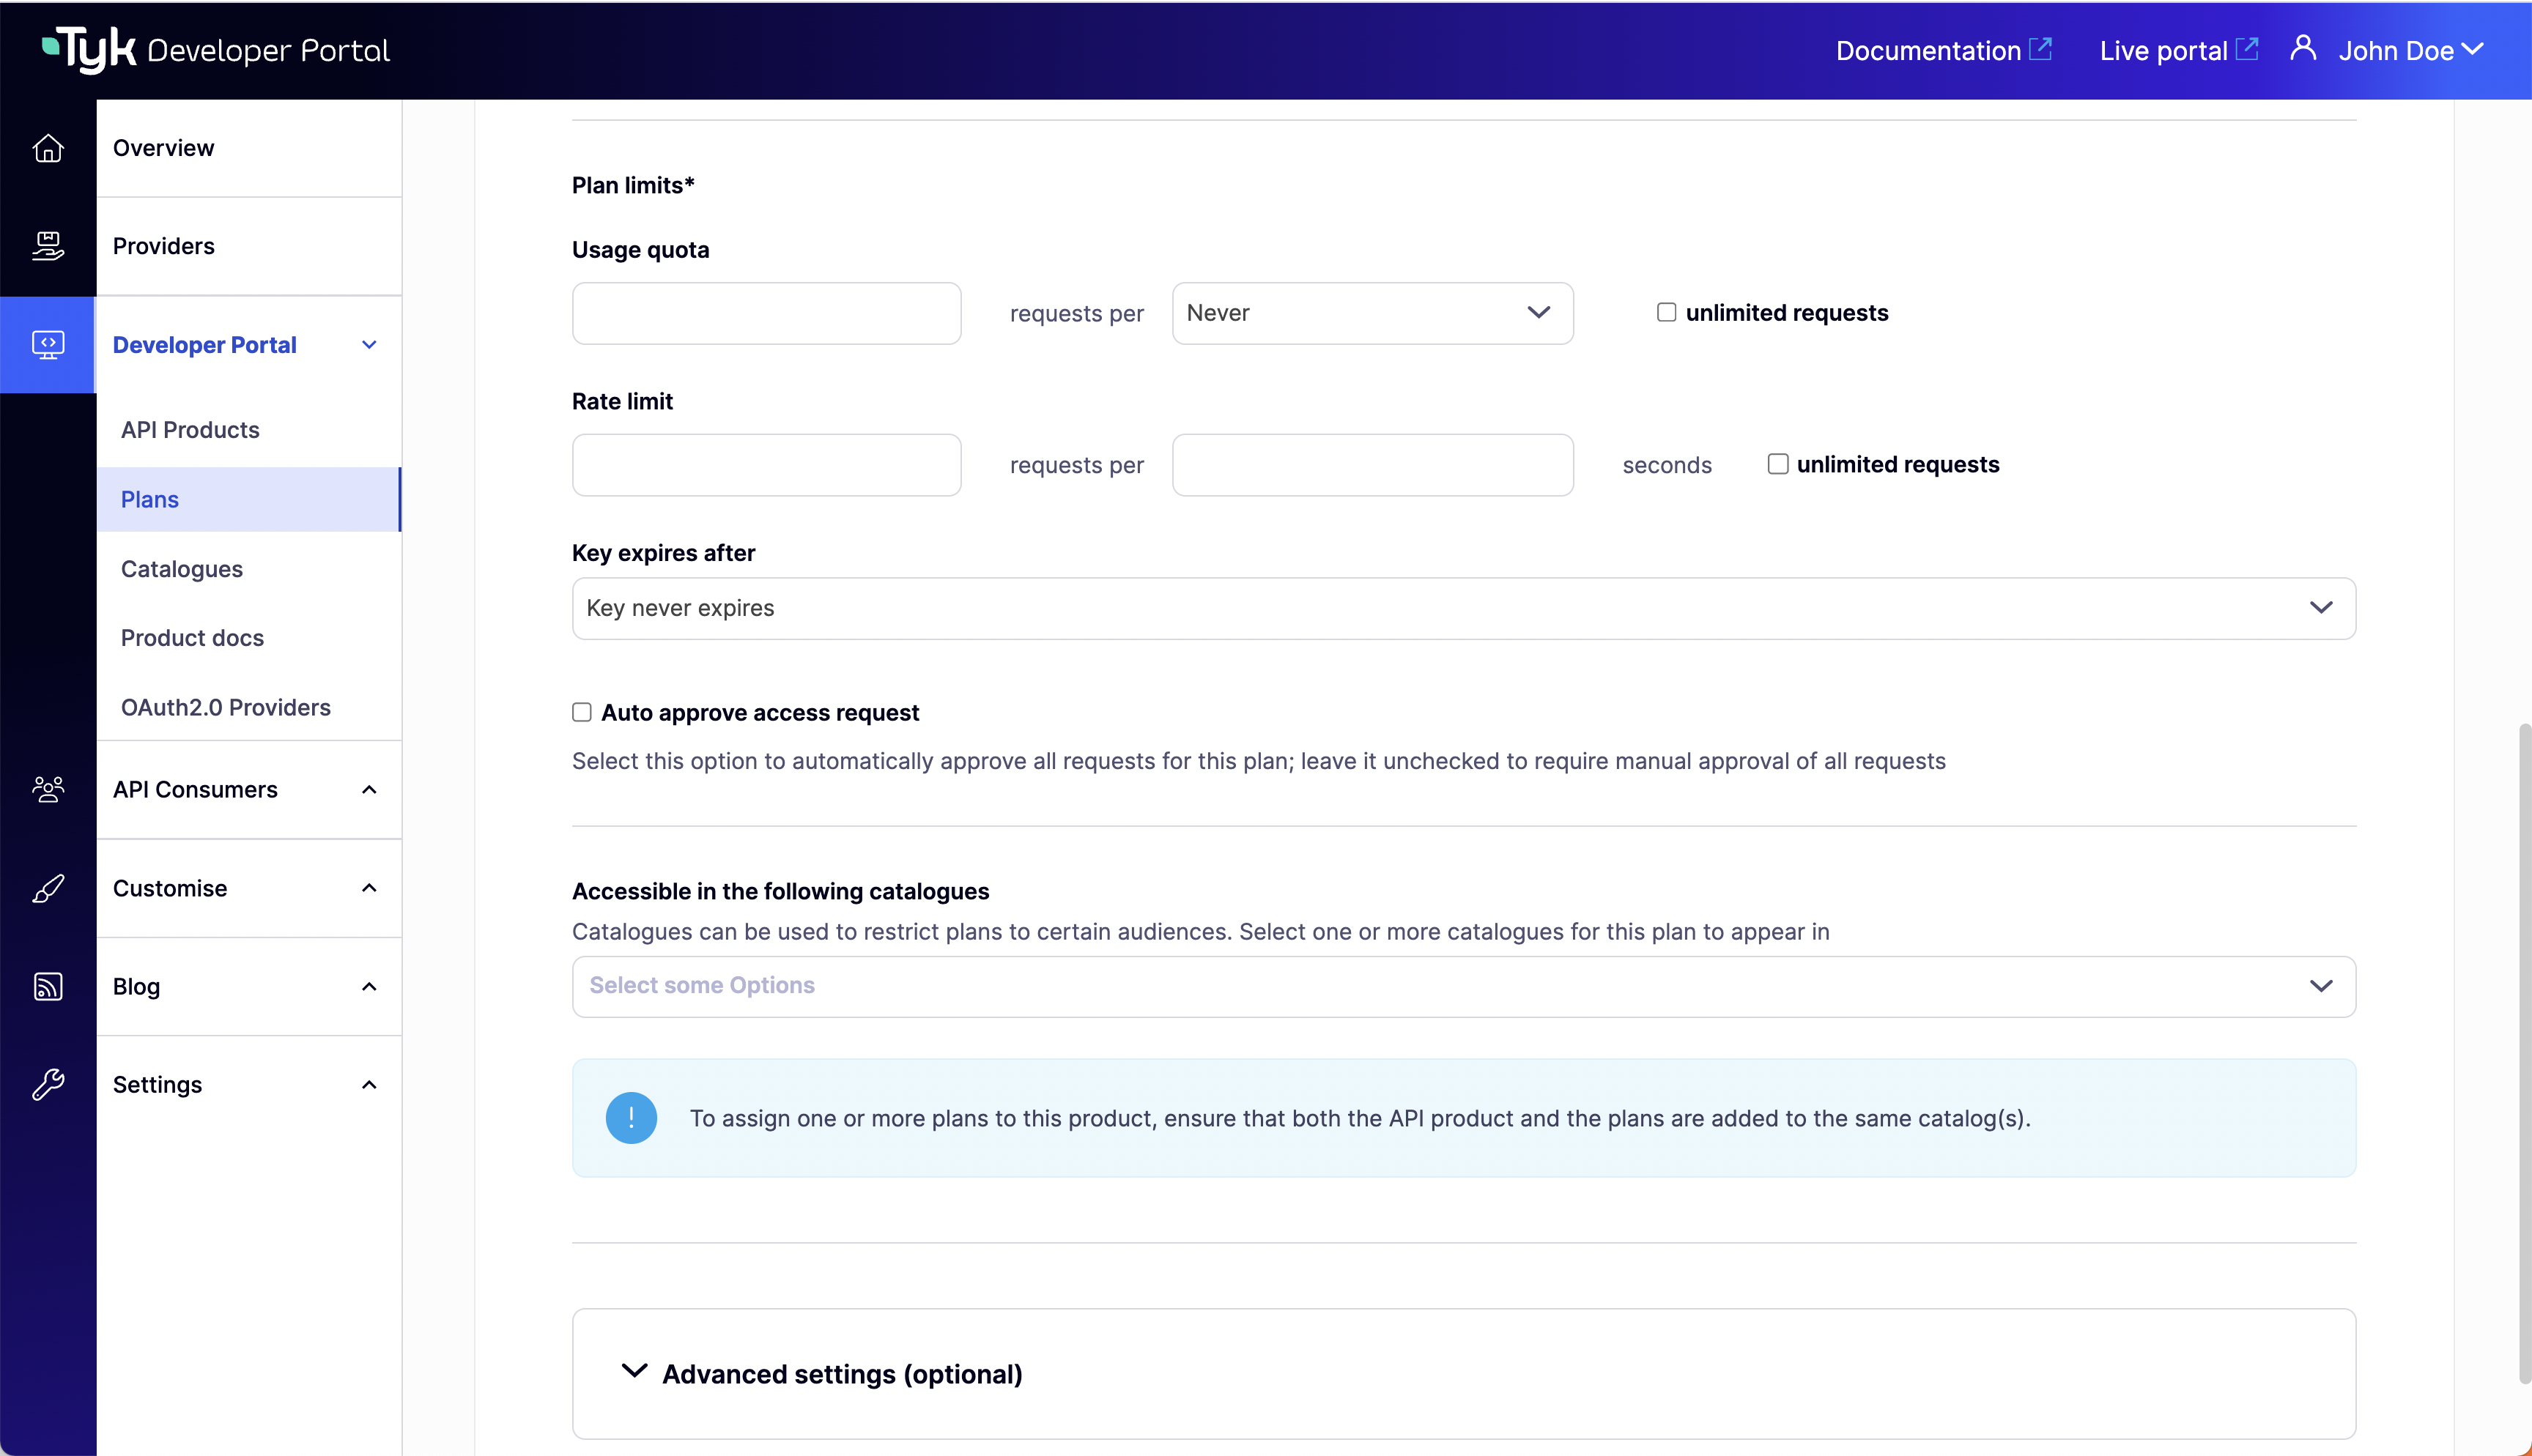 Tyk Developer Portal
Documentation
Live portal
John Doe
Overview
Providers
Developer Portal
API Products
Plans
Catalogues
Product docs
OAuth2.0 Providers
API Consumers
Customise
Blog
Settings
Plan limits*
Usage quota
requests per Never unlimited requests
Rate limit
requests per seconds unlimited requests
Key expires after
Key never expires
Auto approve access request
Select this option to automatically approve all requests for this plan; leave it unchecked to require manual approval of all requests
Accessible in the following catalogues
Catalogues can be used to restrict plans to certain audiences. Select one or more catalogues for this plan to appear in
Select some Options
To assign one or more plans to this product, ensure that both the API product and the plans are added to the same catalog(s).
Advanced settings (optional)